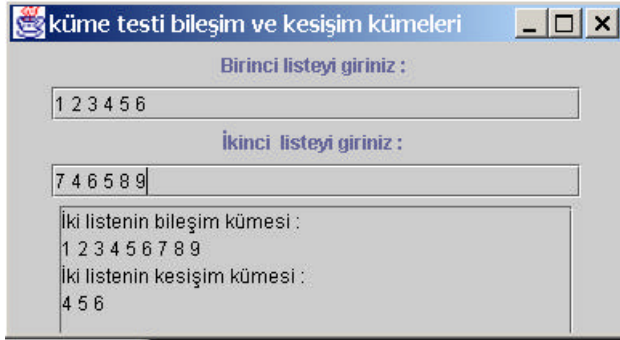 küme testi bileşim ve kesişim kümeleri
Birinci listeyi giriniz :
1 2 3 4 5 6
İkinci listeyi giriniz :
7 4 6 5 8 9
İki listenin bileşim kümesi :
1 2 3 4 5 6 7 8 9
İki listenin kesişim kümesi :
4 5 6